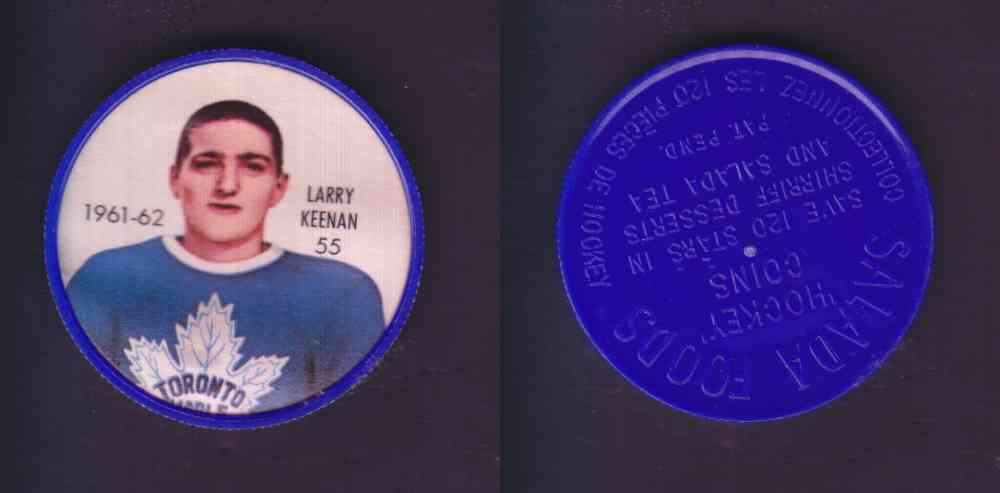 1961-62
LARRY
KEENAN
55
TORONTO
MAPLE
SALADA FOODS
"HOCKEY"
COINS
SAVE 120 STARS IN
SHIRRIFF DESSERTS
AND SALADA TEA
PAT. PEND.
COLLECTIONNEZ LES 120 PIÈCES DE HOCKEY